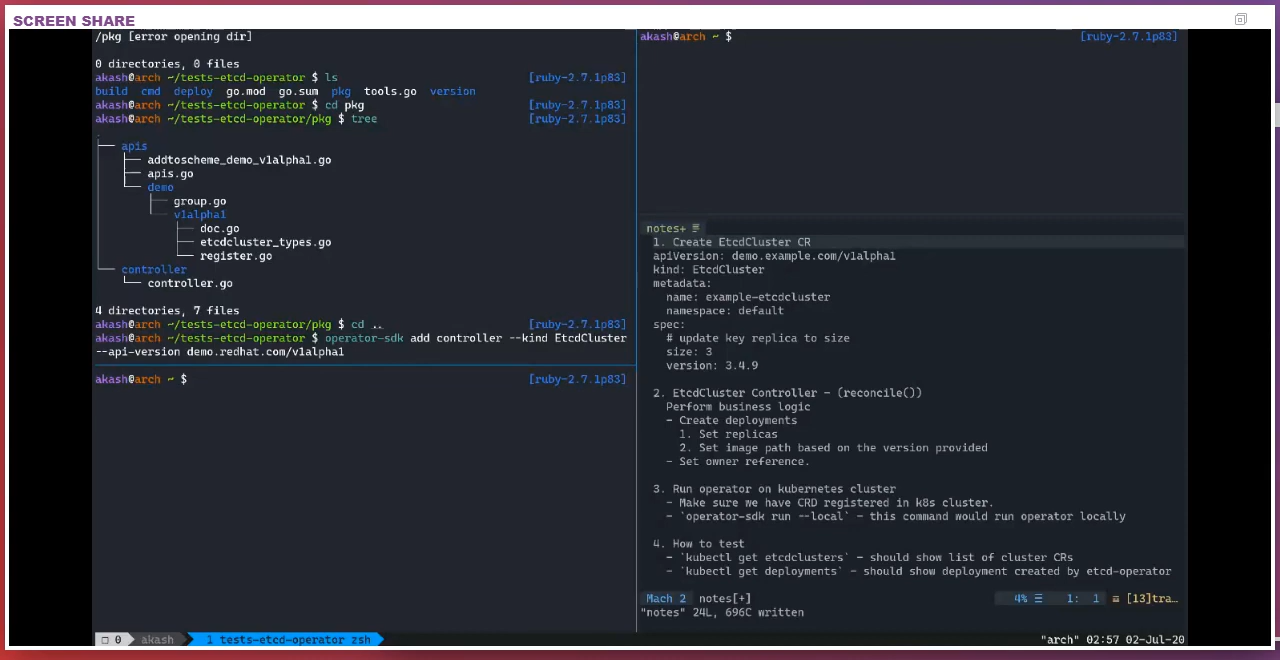 SCREEN SHARE
/pkg [error opening dir]
0 directories, 0 files
akash@arch ~/tests-etcd-operator $ ls [ruby-2.7.1p83]
build cmd deploy go.mod go.sum pkg tools.go version
akash@arch ~/tests-etcd-operator $ cd pkg [ruby-2.7.1p83]
akash@arch ~/tests-etcd-operator/pkg $ tree [ruby-2.7.1p83]
.
├── apis
│   ├── addtoscheme_demo_v1alpha1.go
│   ├── apis.go
│   └── demo
│       ├── group.go
│       └── v1alpha1
│           ├── doc.go
│           ├── etcdcluster_types.go
│           └── register.go
└── controller
    └── controller.go
4 directories, 7 files
akash@arch ~/tests-etcd-operator/pkg $ cd .. [ruby-2.7.1p83]
akash@arch ~/tests-etcd-operator $ operator-sdk add controller --kind EtcdCluster
--api-version demo.redhat.com/v1alpha1
akash@arch ~ $ [ruby-2.7.1p83]
akash@arch ~ $ [ruby-2.7.1p83]
notes+
1. Create EtcdCluster CR
apiVersion: demo.example.com/v1alpha1
kind: EtcdCluster
metadata:
  name: example-etcdcluster
  namespace: default
spec:
  # update key replica to size
  size: 3
  version: 3.4.9
2. EtcdCluster Controller - (reconcile())
  Perform business logic
  - Create deployments
    1. Set replicas
    2. Set image path based on the version provided
  - Set owner reference.
3. Run operator on kubernetes cluster
  - Make sure we have CRD registered in k8s cluster.
  - `operator-sdk run --local` - this command would run operator locally
4. How to test
  - `kubectl get etcdclusters` - should show list of cluster CRs
  - `kubectl get deployments` - should show deployment created by etcd-operator
Mach 2 notes[+] 4% ☰ 1: 1 ≡ [13]tra…
"notes" 24L, 696C written
□ 0 akash 1 tests-etcd-operator zsh "arch" 02:57 02-Jul-20